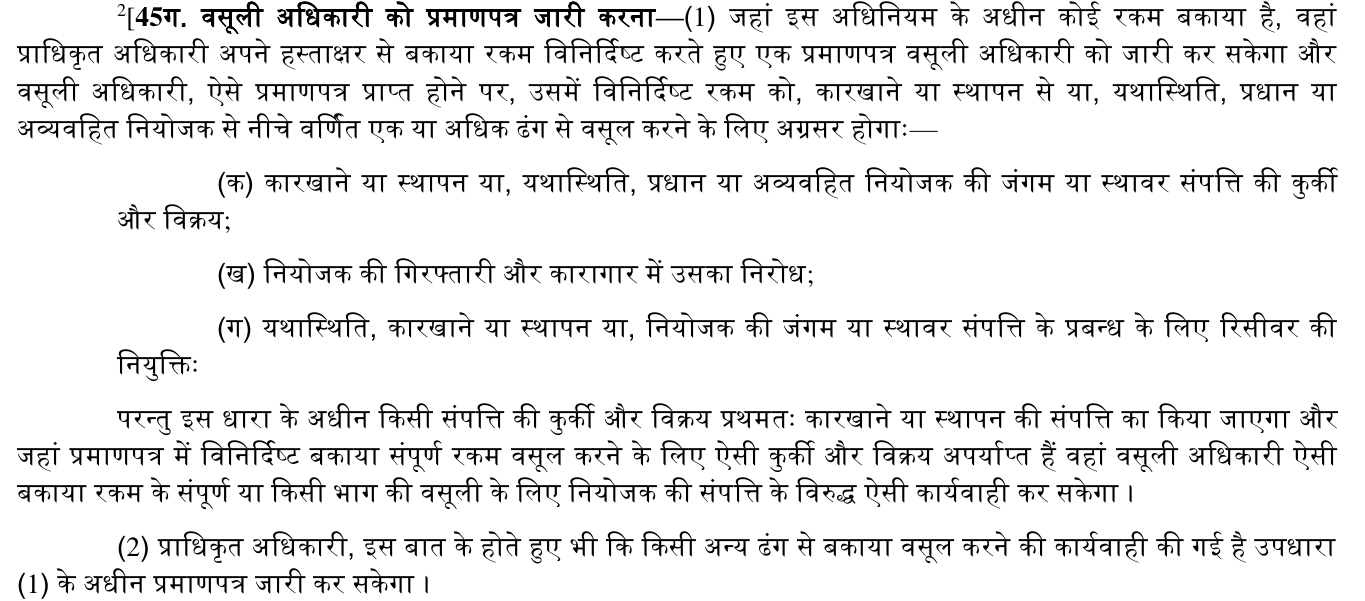 2[45ग. वसूली अधिकारी को प्रमाणपत्र जारी करना—(1) जहां इस अधिनियम के अधीन कोई रकम बकाया है, वहां
प्राधिकृत अधिकारी अपने हस्ताक्षर से बकाया रकम विनिर्दिष्ट करते हुए एक प्रमाणपत्र वसूली अधिकारी को जारी कर सकेगा और
वसूली अधिकारी, ऐसे प्रमाणपत्र प्राप्त होने पर, उसमें विनिर्दिष्ट रकम को, कारखाने या स्थापन से या, यथास्थिति, प्रधान या
अव्यवहित नियोजक से नीचे वर्णित एक या अधिक ढंग से वसूल करने के लिए अग्रसर होगाः—
(क) कारखाने या स्थापन या, यथास्थिति, प्रधान या अव्यवहित नियोजक की जंगम या स्थावर संपत्ति की कुर्की
और विक्रय;
(ख) नियोजक की गिरफ्तारी और कारागार में उसका निरोध;
(ग) यथास्थिति, कारखाने या स्थापन या, नियोजक की जंगम या स्थावर संपत्ति के प्रबन्ध के लिए रिसीवर की
नियुक्तिः
परन्तु इस धारा के अधीन किसी संपत्ति की कुर्की और विक्रय प्रथमतः कारखाने या स्थापन की संपत्ति का किया जाएगा और
जहां प्रमाणपत्र में विनिर्दिष्ट बकाया संपूर्ण रकम वसूल करने के लिए ऐसी कुर्की और विक्रय अपर्याप्त हैं वहां वसूली अधिकारी ऐसी
बकाया रकम के संपूर्ण या किसी भाग की वसूली के लिए नियोजक की संपत्ति के विरुद्ध ऐसी कार्यवाही कर सकेगा ।
(2) प्राधिकृत अधिकारी, इस बात के होते हुए भी कि किसी अन्य ढंग से बकाया वसूल करने की कार्यवाही की गई है उपधारा
(1) के अधीन प्रमाणपत्र जारी कर सकेगा ।